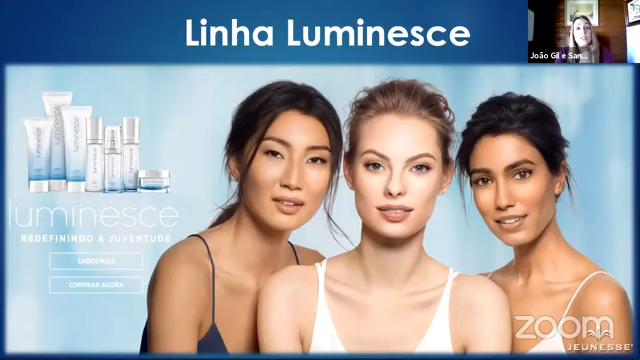 Linha Luminesce
João Gil e San...
luminesce
REDEFININDO A JUVENTUDE
SABER MAIS
COMPRAR AGORA
zoom
JEUNESSE